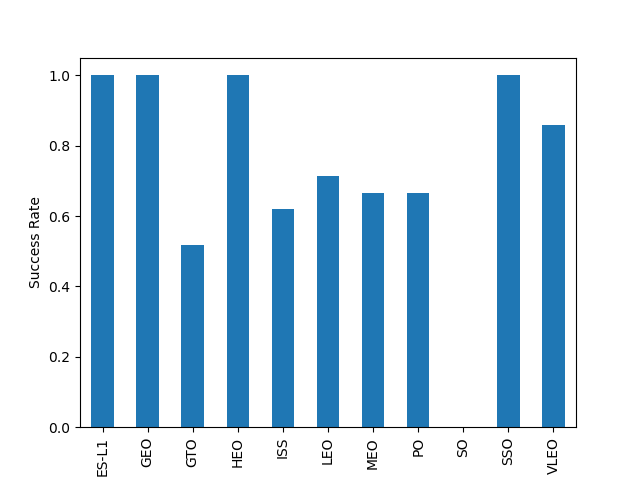 1.0
0.8
0.6
0.4
0.2
0.0
Success Rate
ES-L1
GEO
GTO
HEO
ISS
LEO
MEO
PO
SO
SSO
VLEO